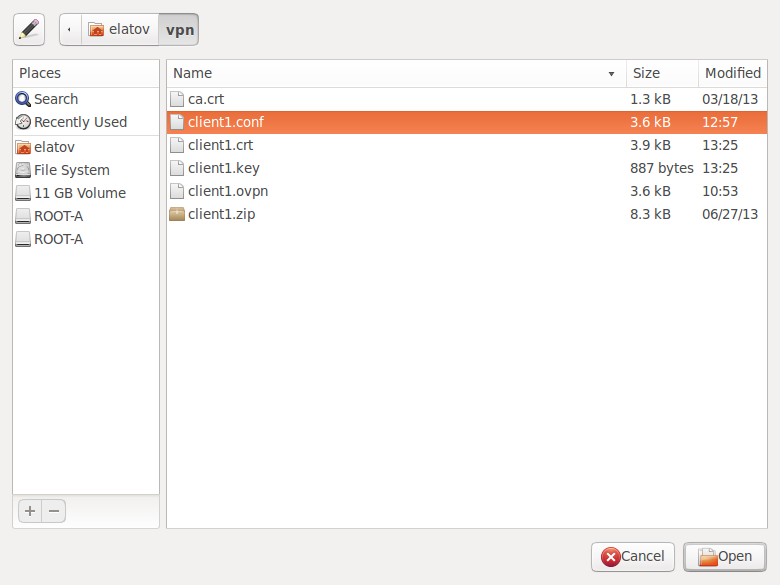 elatov vpn
Places
Search
Recently Used
elatov
File System
11 GB Volume
ROOT-A
ROOT-A
Name Size Modified
ca.crt 1.3 kB 03/18/13
client1.conf 3.6 kB 12:57
client1.crt 3.9 kB 13:25
client1.key 887 bytes 13:25
client1.ovpn 3.6 kB 10:53
client1.zip 8.3 kB 06/27/13
Cancel Open